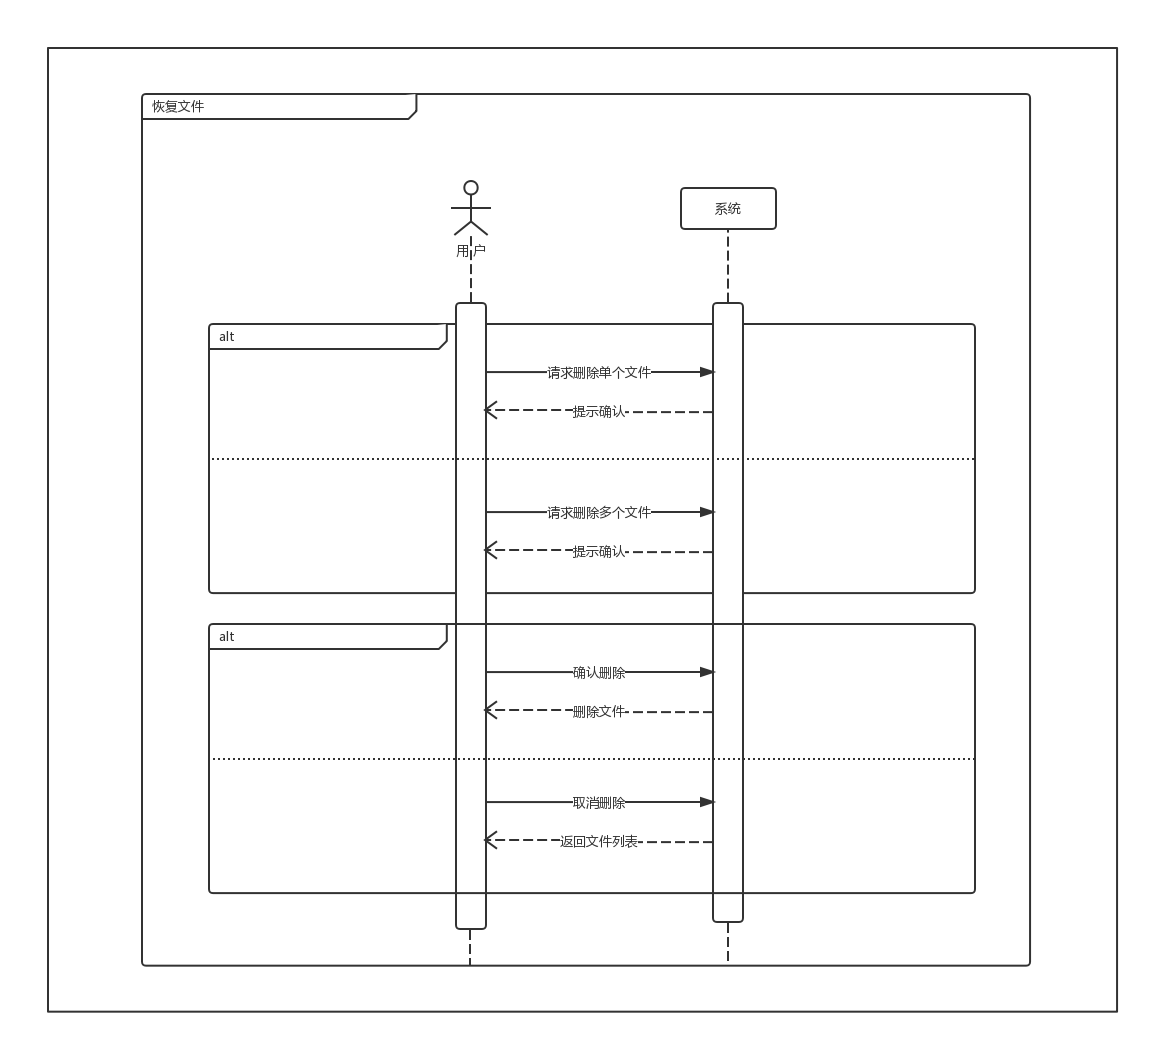 恢复文件
系统
用户
alt
请求删除单个文件
提示确认
请求删除多个文件
提示确认
alt
确认删除
删除文件
取消删除
返回文件列表